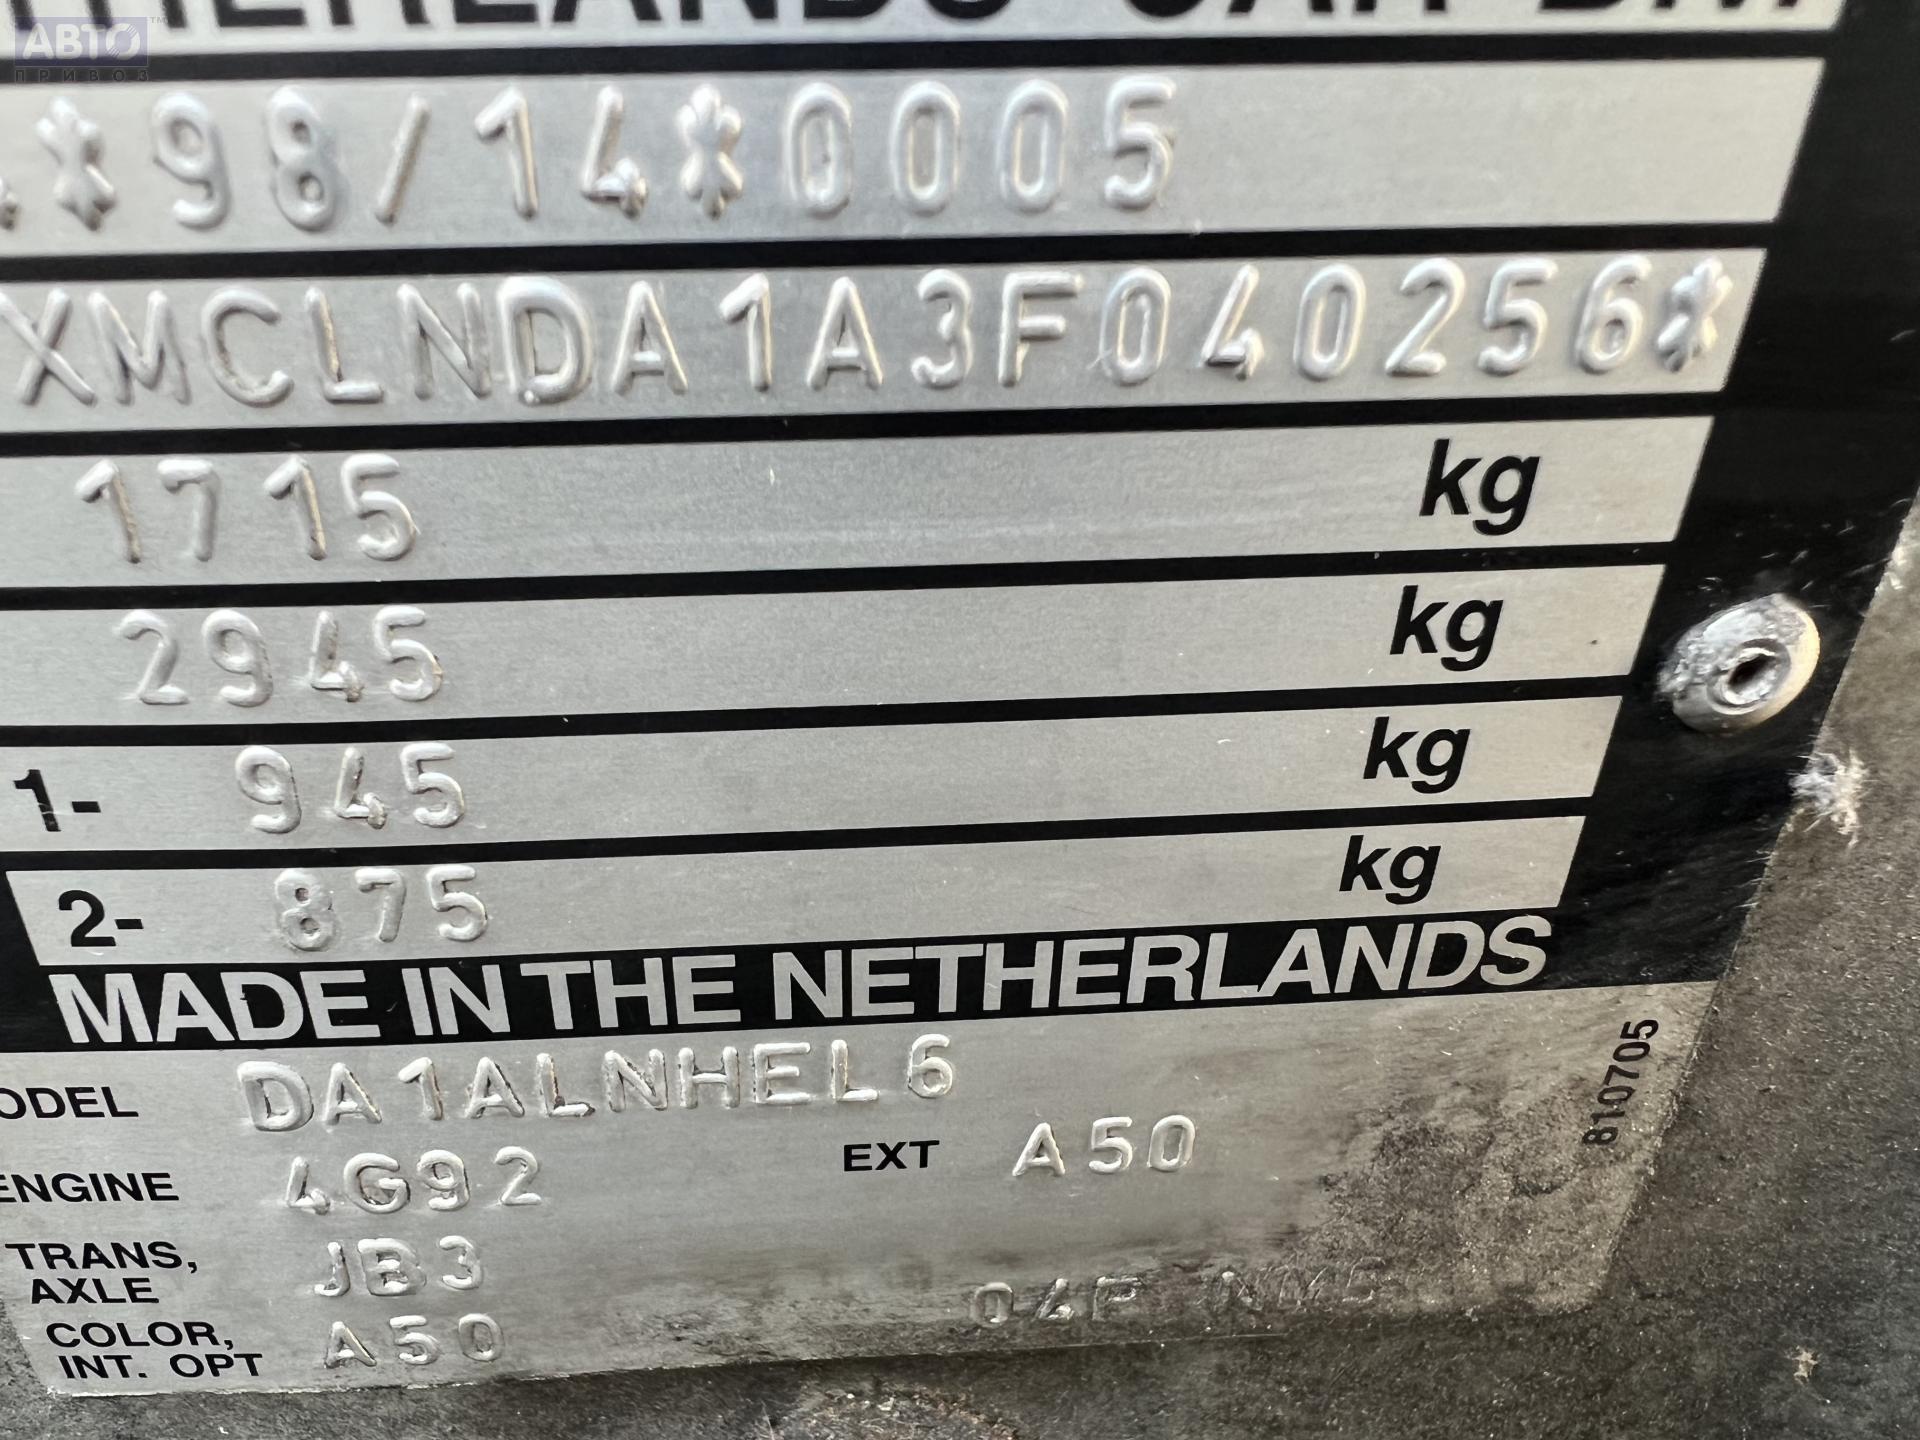 АВТО
ПРИВОЗ
*98/14*0005
XMCLNDA1A3F040256*
1715 kg
2945 kg
1- 945 kg
2- 875 kg
MADE IN THE NETHERLANDS
DA1ALNHEL6
ENGINE 4G92 EXT A50
810705
TRANS, AXLE JB3
COLOR, INT. OPT A50 04F